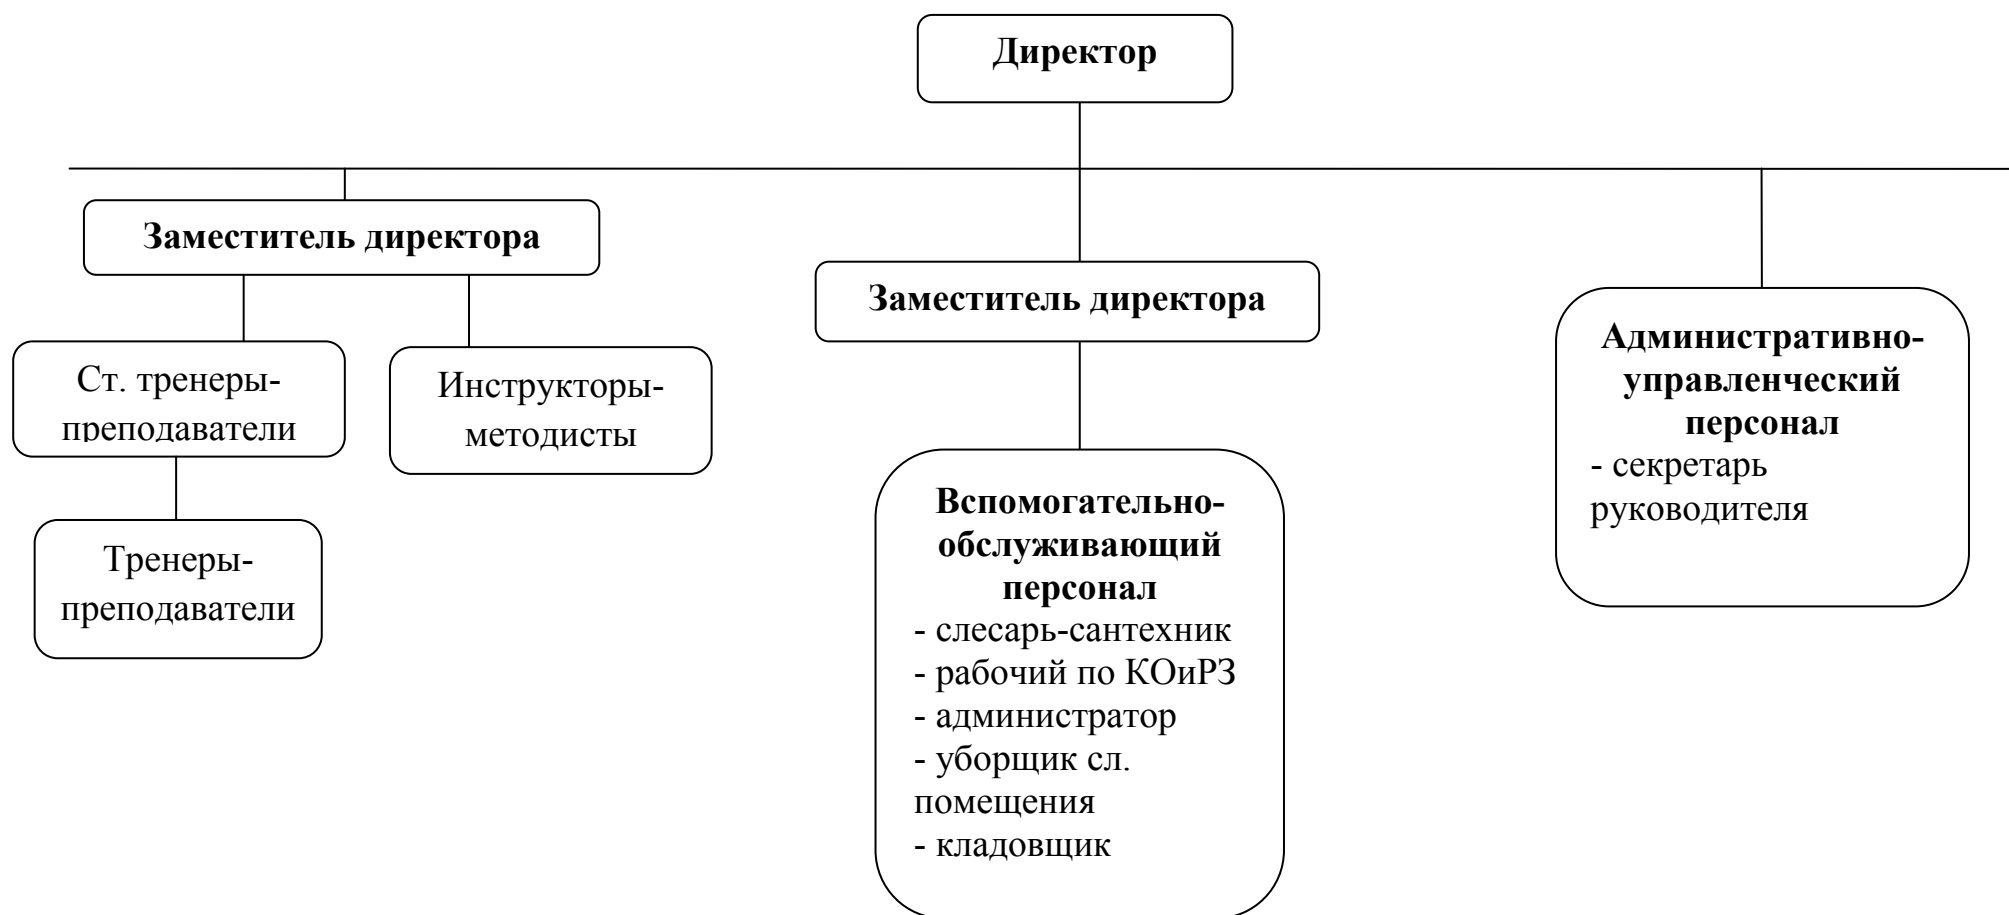 Директор
Заместитель директора
Заместитель директора
Административно-
управленческий
персонал
- секретарь
руководителя
Ст. тренеры-
преподаватели
Инструкторы-
методисты
Тренеры-
преподаватели
Вспомогательно-
обслуживающий
персонал
- слесарь-сантехник
- рабочий по КОиРЗ
- администратор
- уборщик сл.
помещения
- кладовщик